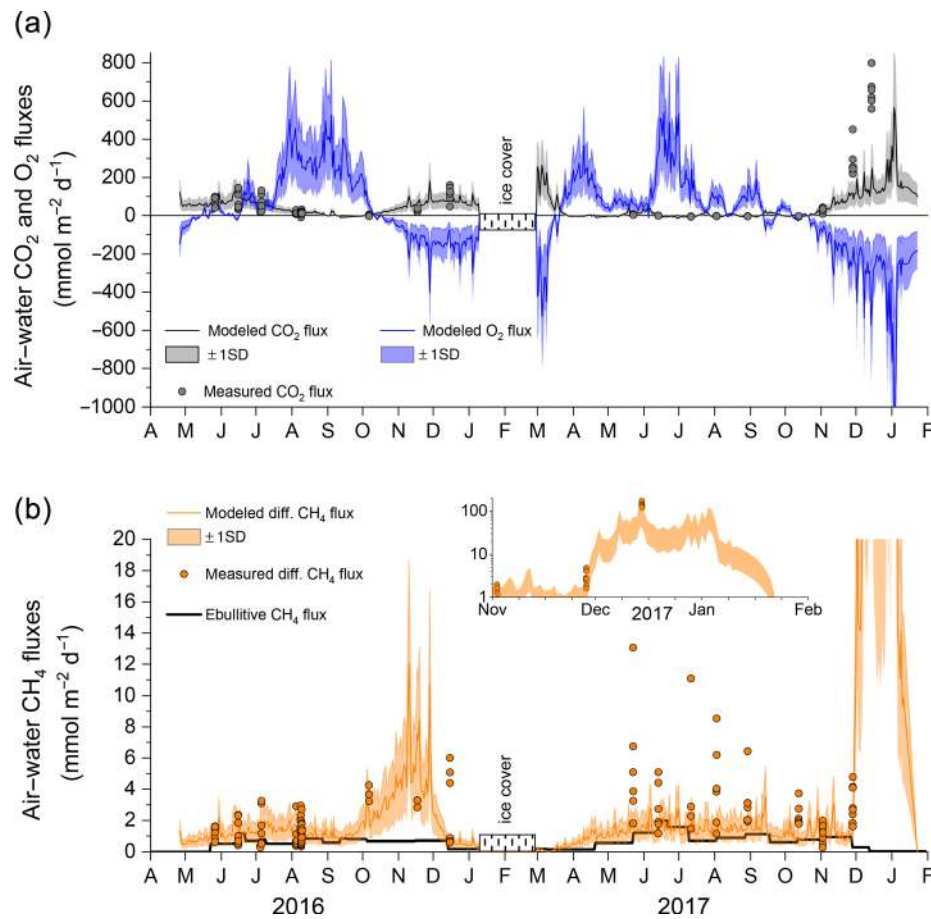 (a)
Air–water CO2 and O2 fluxes
(mmol m−2 d−1)
800
600
400
200
0
−200
−400
−600
−800
−1000
ice cover
Modeled CO2 flux
Modeled O2 flux
± 1SD
± 1SD
Measured CO2 flux
A M J J A S O N D J F M A M J J A S O N D J F
(b)
Air–water CH4 fluxes
(mmol m−2 d−1)
20
18
16
14
12
10
8
6
4
2
0
Modeled diff. CH4 flux
± 1SD
Measured diff. CH4 flux
Ebullitive CH4 flux
100
10
1
Nov Dec Jan Feb
2017
ice cover
A M J J A S O N D J F M A M J J A S O N D J F
2016 2017